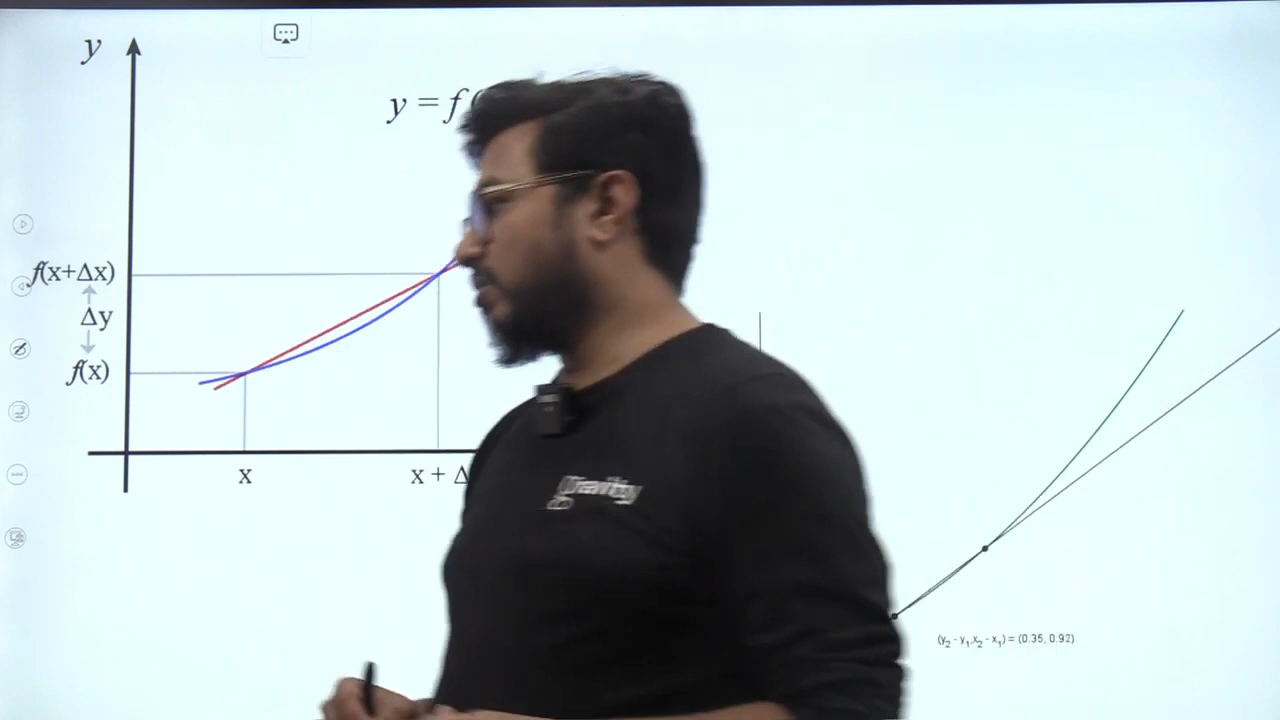 y
y = f
f(x+Δx)
Δy
f(x)
x
x + Δ
(y₂ - y₁,x₂ - x₁) = (0.35, 0.92)